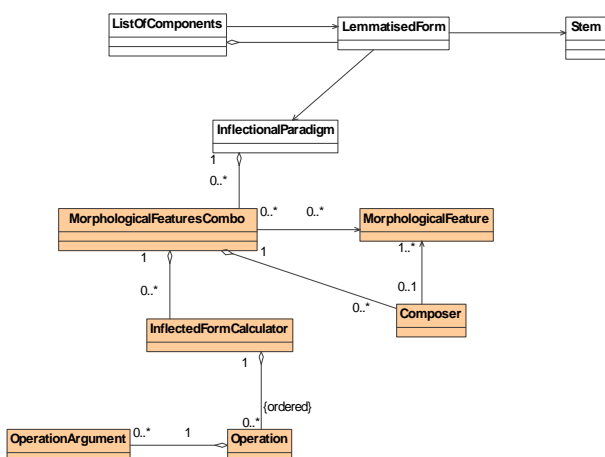 ListOfComponents LemmatisedForm Stem
InflectionalParadigm
1
0..*
MorphologicalFeaturesCombo 0..* 0..* MorphologicalFeature
1 1 1..*
0..* 0..* 0..1
InflectedFormCalculator Composer
1
{ordered}
OperationArgument 0..* 1 0..* Operation